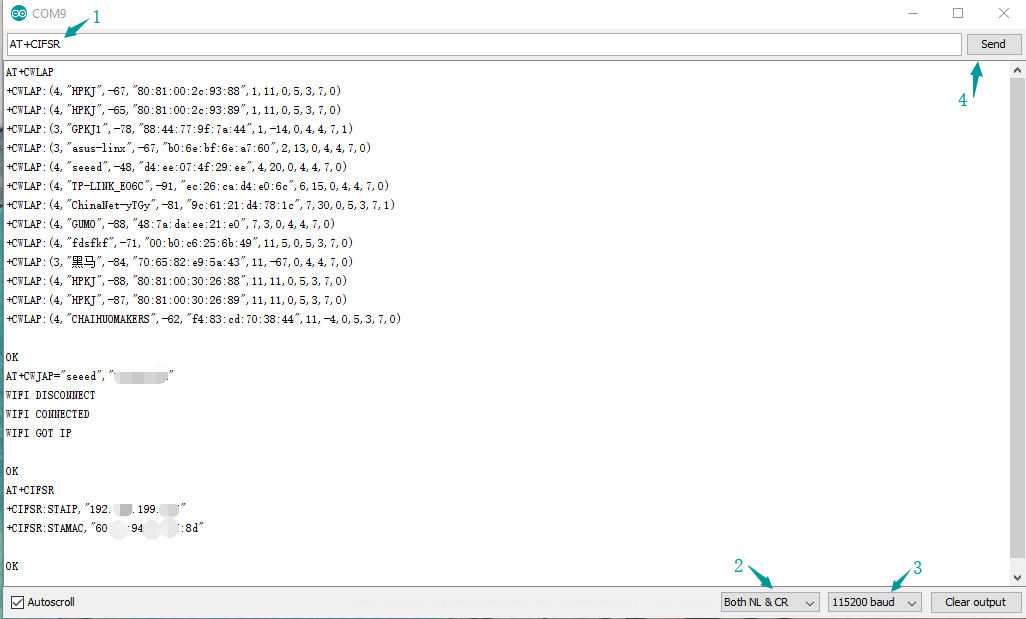 COM9
1
AT+CIFSR
Send
4
AT+CWLAP
+CWLAP:(4,"HPKJ",-67,"80:81:00:2c:93:88",1,11,0,5,3,7,0)
+CWLAP:(4,"HPKJ",-65,"80:81:00:2c:93:89",1,11,0,5,3,7,0)
+CWLAP:(3,"GPKJ1",-78,"88:44:77:9f:7a:44",1,-14,0,4,4,7,1)
+CWLAP:(3,"asus-linx",-67,"b0:6e:bf:6e:a7:60",2,13,0,4,4,7,0)
+CWLAP:(4,"seeed",-48,"d4:ee:07:4f:29:ee",4,20,0,4,4,7,0)
+CWLAP:(4,"TP-LINK_E06C",-91,"ec:26:ca:d4:e0:6c",6,15,0,4,4,7,0)
+CWLAP:(4,"ChinaNet-yTGy",-81,"9c:61:21:d4:78:1c",7,30,0,5,3,7,1)
+CWLAP:(4,"GUMO",-88,"48:7a:da:ee:21:e0",7,3,0,4,4,7,0)
+CWLAP:(4,"fdsfkf",-71,"00:b0:c6:25:6b:49",11,5,0,5,3,7,0)
+CWLAP:(3,"黑马",-84,"70:65:82:e9:5a:43",11,-67,0,4,4,7,0)
+CWLAP:(4,"HPKJ",-88,"80:81:00:30:26:88",11,11,0,5,3,7,0)
+CWLAP:(4,"HPKJ",-87,"80:81:00:30:26:89",11,11,0,5,3,7,0)
+CWLAP:(4,"CHAIHUOMAKERS",-62,"f4:83:cd:70:38:44",11,-4,0,5,3,7,0)
OK
AT+CWJAP="seeed","
WIFI DISCONNECT
WIFI CONNECTED
WIFI GOT IP
OK
AT+CIFSR
+CIFSR:STAIP,"192. .199. "
+CIFSR:STAMAC,"60 :94 :8d"
OK
2
3
Autoscroll
Both NL & CR
115200 baud
Clear output